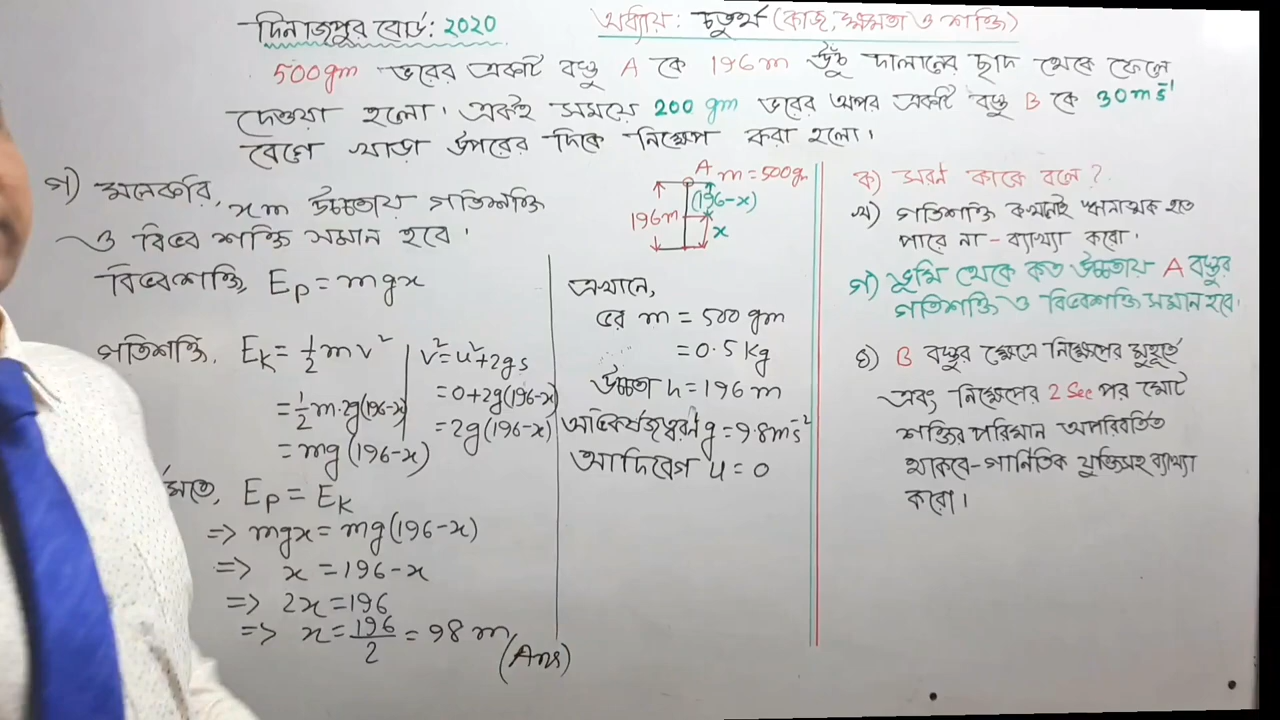 দিনাজপুর বোর্ড: 2020
অধ্যায়: চতুর্থ (কাজ, ক্ষমতা ও শক্তি)
500gm ভরের একটি বস্তু A কে 196m উঁচু দালানের ছাদ থেকে ফেলে
দেওয়া হলো। একই সময়ে 200 gm ভরের অপর একটি বস্তু B কে 30ms⁻¹
বেগে খাড়া উপরের দিকে নিক্ষেপ করা হলো।
গ) মনেকরি, x m উচ্চতায় গতিশক্তি
ও বিভব শক্তি সমান হবে।
বিভবশক্তি, Ep = mgx
গতিশক্তি, Ek = ½ m v²
= ½ m·2g(196-x)
= mg (196-x)
v² = u² + 2gs
= 0+2g(196-x)
= 2g(196-x)
মতে, Ep = Ek
=> mgx = mg(196-x)
=> x = 196-x
=> 2x = 196
=> x = 196/2 = 98 m
(Ans)
A m = 500gm
196m
(196-x)
x
এখানে,
ভর m = 500 gm
= 0.5 Kg
উচ্চতা h = 196 m
অভিকর্ষজত্বরণ g = 9.8ms⁻²
আদিবেগ u = 0
ক) সরণ কাকে বলে?
খ) গতিশক্তি কখনই ঋনাত্মক হতে
পারে না – ব্যাখ্যা করো।
গ) ভূমি থেকে কত উচ্চতায় A বস্তুর
গতিশক্তি ও বিভবশক্তি সমান হবে।
ঘ) B বস্তুর ক্ষেত্রে নিক্ষেপের মুহূর্তে
এবং নিক্ষেপের 2 Sec পর মোট
শক্তির পরিমান অপরিবর্তিত
থাকবে – গাণিতিক যুক্তিসহ ব্যাখ্যা
করো।